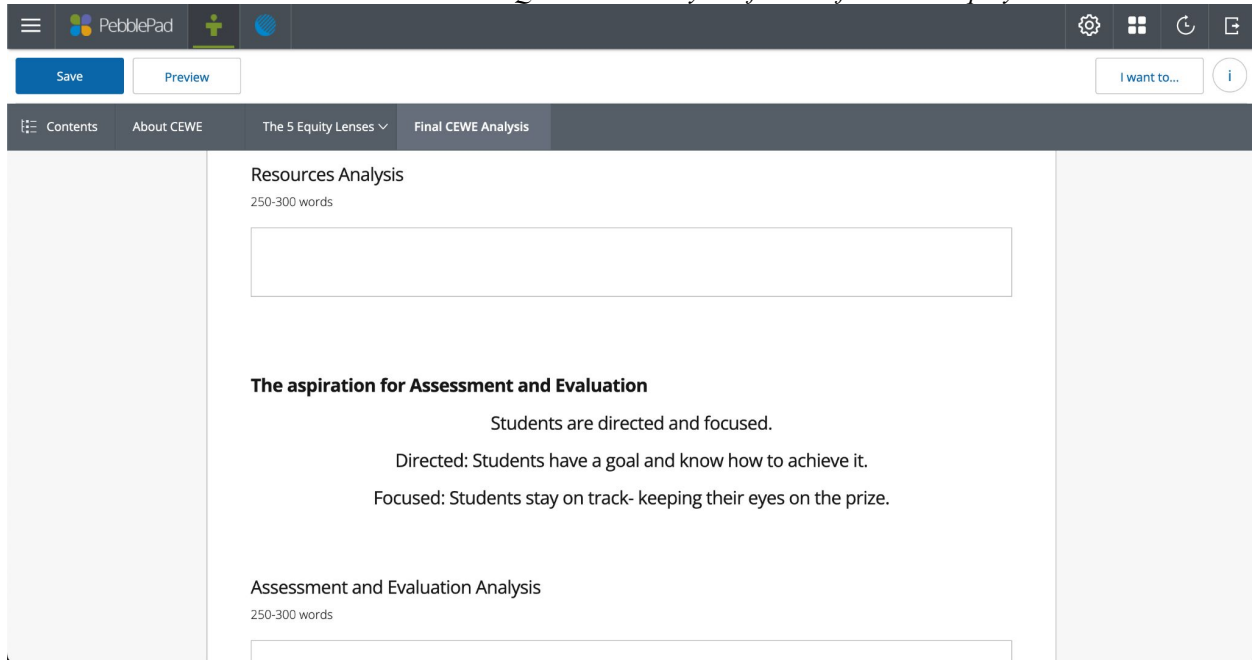 PebblePad
Save
Preview
I want to...
i
Contents
About CEWE
The 5 Equity Lenses
Final CEWE Analysis
Resources Analysis
250-300 words
The aspiration for Assessment and Evaluation
Students are directed and focused.
Directed: Students have a goal and know how to achieve it.
Focused: Students stay on track- keeping their eyes on the prize.
Assessment and Evaluation Analysis
250-300 words